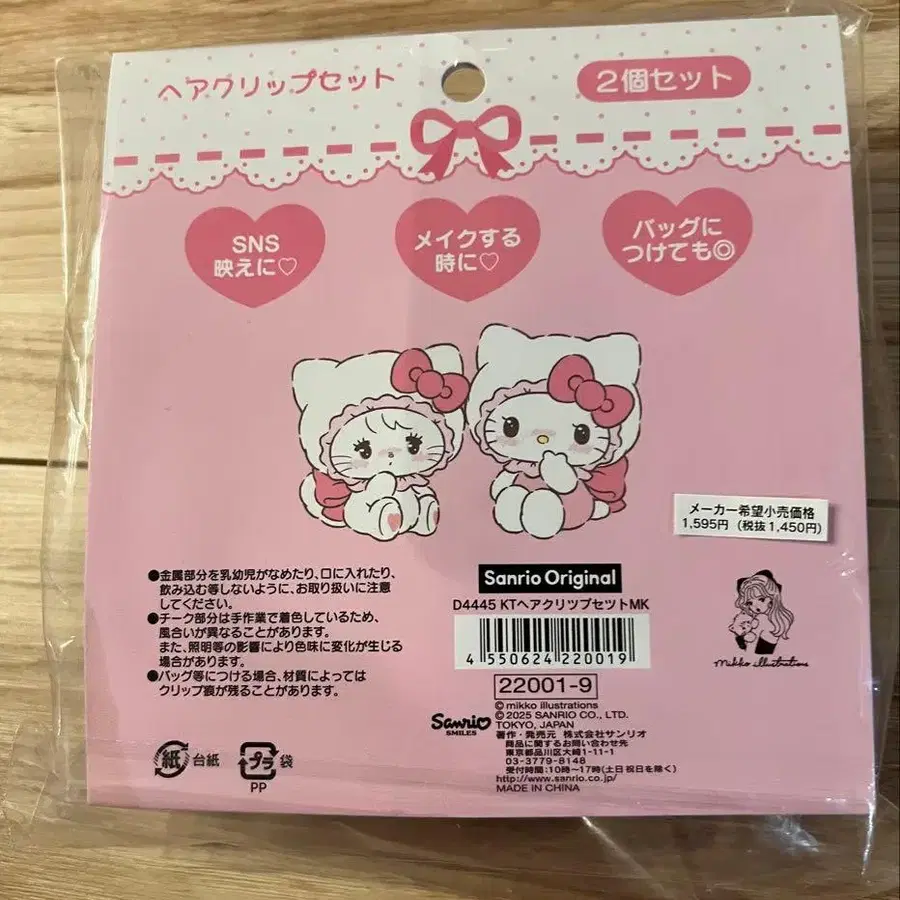 ヘアクリップセット
2個セット
SNS
映えに♡
メイクする
時に♡
バッグに
つけても◎
メーカー希望小売価格
1,595円（税抜1,450円）
●金属部分を乳幼児がなめたり、口に入れたり、
飲み込む等しないように、お取り扱いに注意
してください。
●チーク部分は手作業で着色しているため、
風合いが異なることがあります。
また、照明等の影響により色味に変化が生じる
場合があります。
●バッグ等につける場合、材質によっては
クリップ痕が残ることがあります。
Sanrio Original
D4445 KTヘアクリツプセットMK
4 550624 220019
22001-9
mikko illustrations
© mikko illustrations
© 2025 SANRIO CO., LTD.
TOKYO, JAPAN
著作・発売元 株式会社サンリオ
商品に関するお問い合わせ先
東京都品川区大崎1-11-1
03-3779-8148
受付時間:10時〜17時(土日祝日を除く)
http://www.sanrio.co.jp/
MADE IN CHINA
Sanrio
SMILES
紙 台紙
プラ 袋
PP